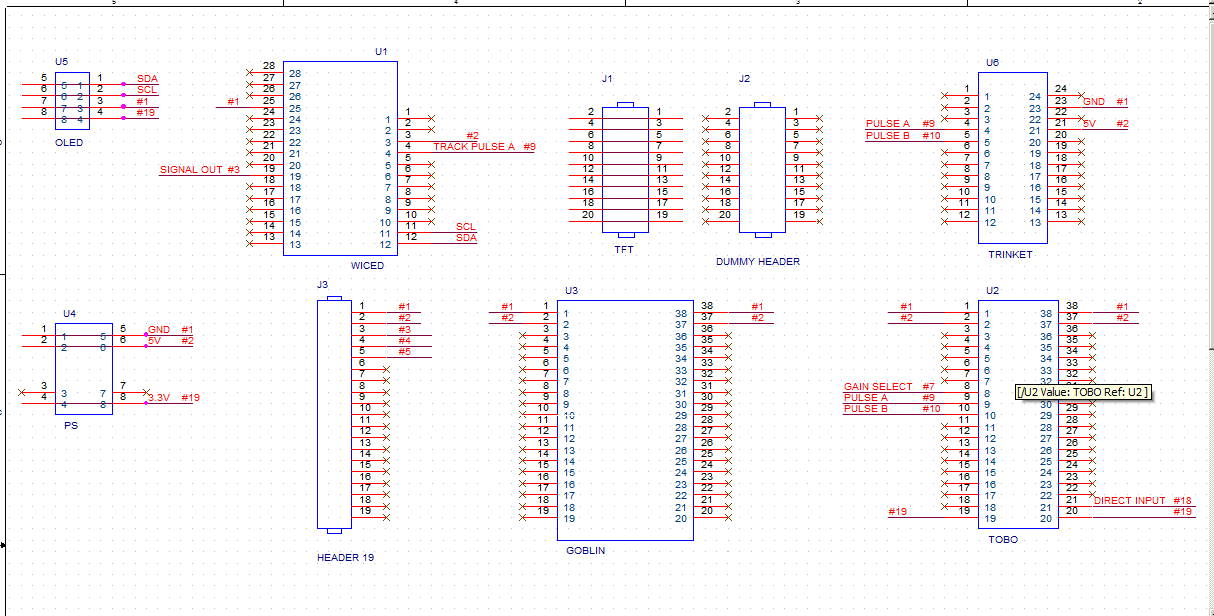 5
4
3
2
U5
5 5 1 1 SDA
6 6 2 2 SCL
7 7 3 3 #1
8 8 4 4 #19
OLED
U1
28 28
27 27
26 26
#1 25 25
24 24 1 1
23 23 2 2
22 22 3 3 #2
21 21 4 4 TRACK PULSE A #9
20 20 5 5
SIGNAL OUT #3 19 19 6 6
18 18 7 7
17 17 8 8
16 16 9 9
15 15 10 10
14 14 11 11 SCL
13 13 12 12 SDA
WICED
J1
2 1
4 3
6 5
8 7
10 9
12 11
14 13
16 15
18 17
20 19
TFT
J2
2 1
4 3
6 5
8 7
10 9
12 11
14 13
16 15
18 17
20 19
DUMMY HEADER
U6
1 1 24 24
2 2 23 23 GND #1
3 3 22 22
PULSE A #9 4 4 21 21 5V #2
PULSE B #10 5 5 20 20
6 6 19 19
7 7 18 18
8 8 17 17
9 9 16 16
10 10 15 15
11 11 14 14
12 12 13 13
TRINKET
U4
1 1 5 5 GND #1
2 2 6 6 5V #2
3 3 7 7
4 4 8 8 3.3V #19
PS
J3
1 #1
2 #2
3 #3
4 #4
5 #5
6
7
8
9
10
11
12
13
14
15
16
17
18
19
HEADER 19
U3
#1 1 1 38 38 #1
#2 2 2 37 37 #2
3 3 36 36
4 4 35 35
5 5 34 34
6 6 33 33
7 7 32 32
8 8 31 31
9 9 30 30
10 10 29 29
11 11 28 28
12 12 27 27
13 13 26 26
14 14 25 25
15 15 24 24
16 16 23 23
17 17 22 22
18 18 21 21
19 19 20 20
GOBLIN
U2
#1 1 1 38 38 #1
#2 2 2 37 37 #2
3 3 36 36
4 4 35 35
5 5 34 34
6 6 33 33
7 7 32
[/U2 Value: TOBO Ref: U2 ]
GAIN SELECT #7 8 8
PULSE A #9 9 9 30 30
PULSE B #10 10 10 29 29
11 11 28 28
12 12 27 27
13 13 26 26
14 14 25 25
15 15 24 24
16 16 23 23
17 17 22 22
18 18 21 21 DIRECT INPUT #18
#19 19 19 20 20 #19
TOBO